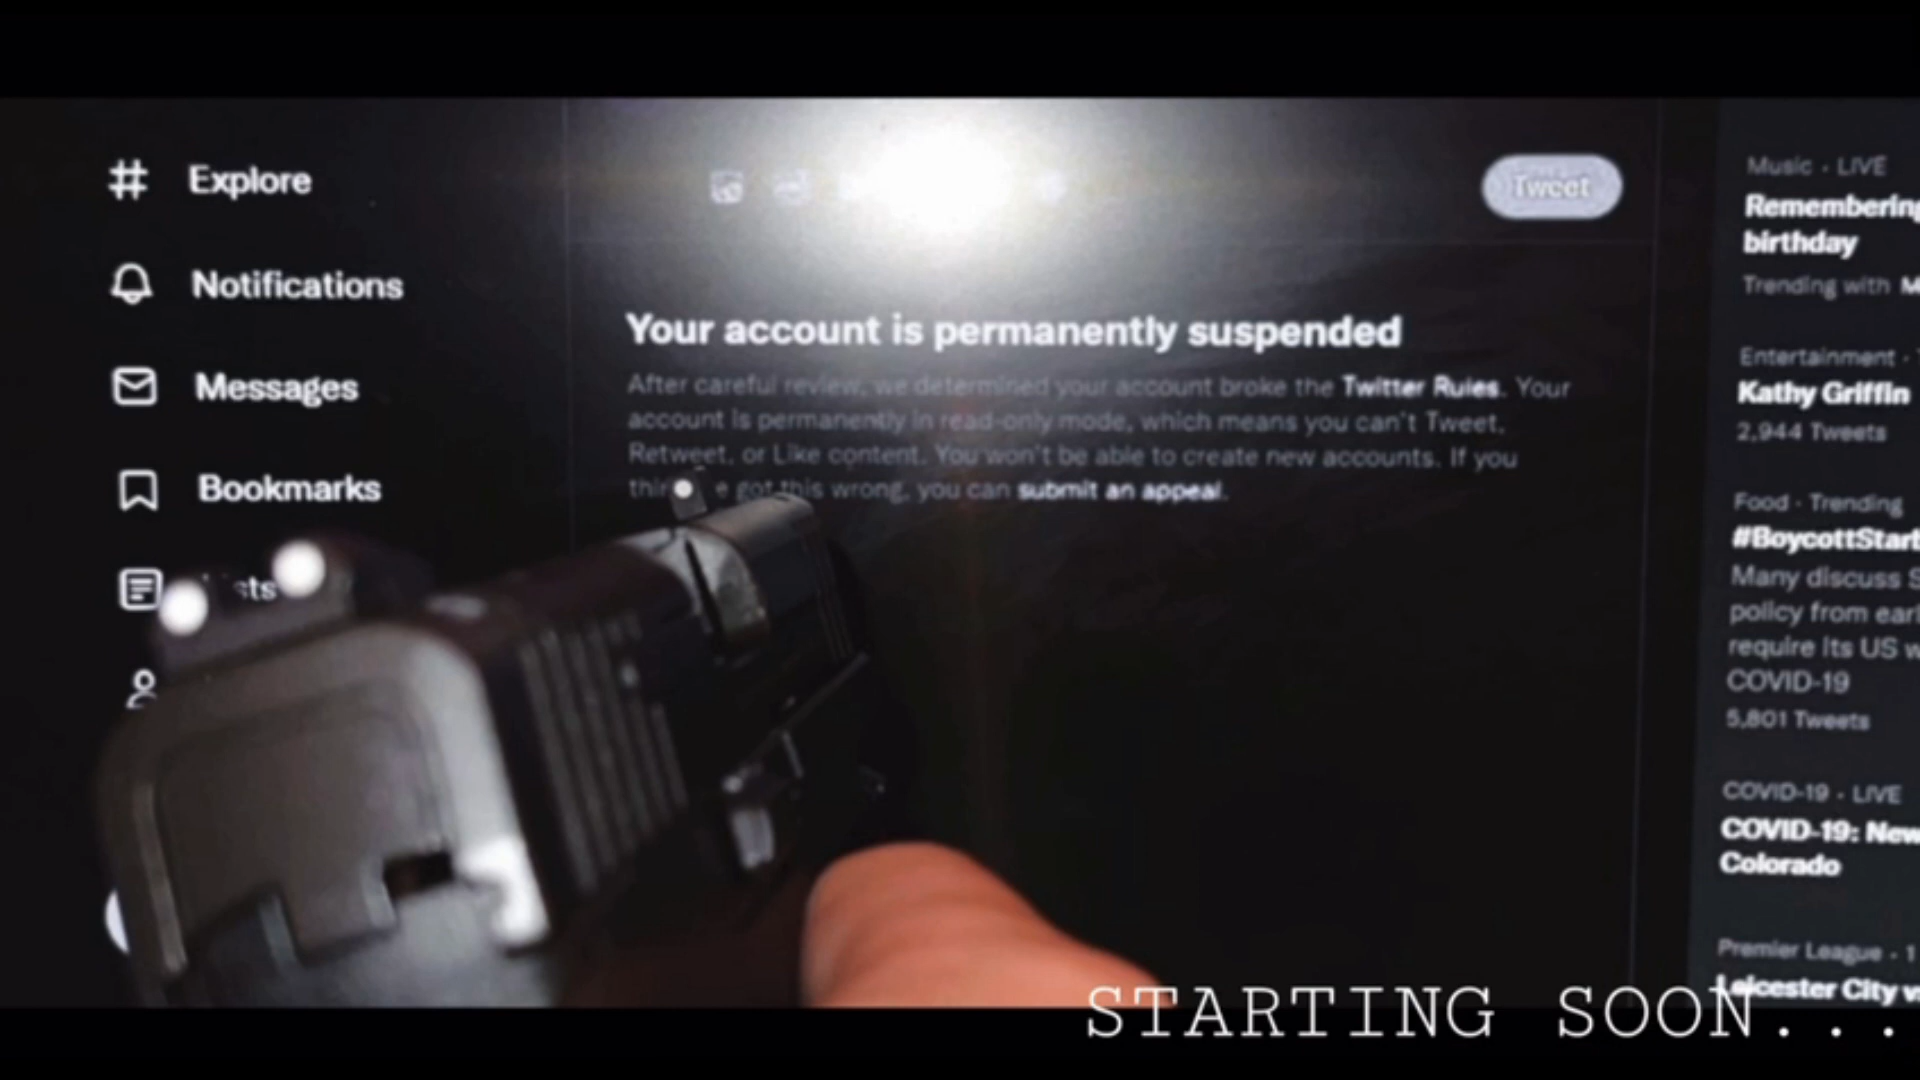 Explore
Notifications
Messages
Bookmarks
Tweet
Your account is permanently suspended
After careful review, we determined your account broke the Twitter Rules. Your
account is permanently in read-only mode, which means you can't Tweet,
Retweet, or Like content. You won't be able to create new accounts. If you
got this wrong, you can submit an appeal.
Music · LIVE
Remembering
birthday
Trending with
Entertainment ·
Kathy Griffin
2,944 Tweets
Food · Trending
#BoycottStarb
Many discuss S
policy from earl
require its US w
COVID-19
5,801 Tweets
COVID-19 · LIVE
COVID-19: New
Colorado
Premier League · 1
Leicester City v
STARTING SOON...